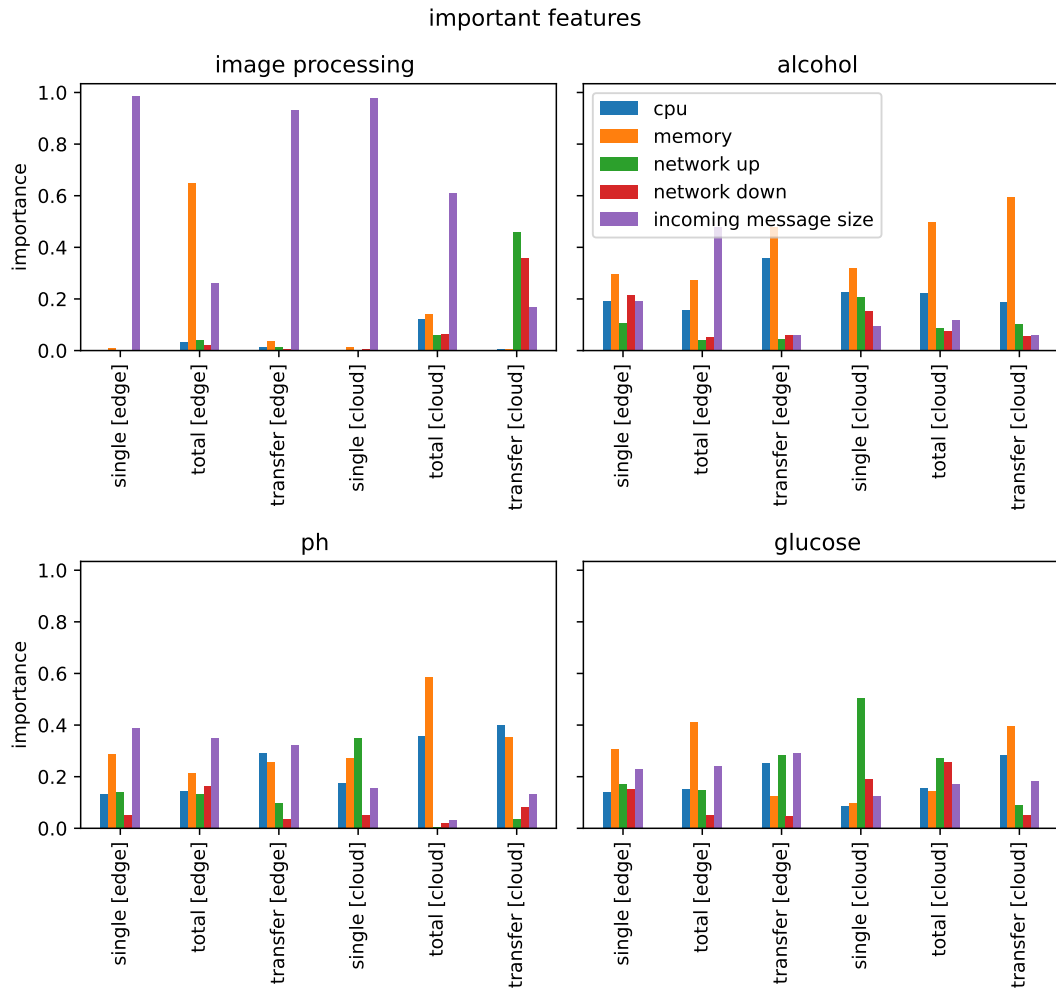 important features
image processing
importance
1.0
0.8
0.6
0.4
0.2
0.0
single [edge]
total [edge]
transfer [edge]
single [cloud]
total [cloud]
transfer [cloud]
alcohol
cpu
memory
network up
network down
incoming message size
single [edge]
total [edge]
transfer [edge]
single [cloud]
total [cloud]
transfer [cloud]
ph
importance
1.0
0.8
0.6
0.4
0.2
0.0
single [edge]
total [edge]
transfer [edge]
single [cloud]
total [cloud]
transfer [cloud]
glucose
single [edge]
total [edge]
transfer [edge]
single [cloud]
total [cloud]
transfer [cloud]